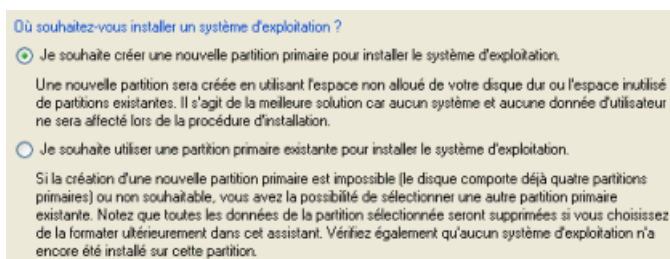 Où souhaitez-vous installer un système d'exploitation ?
Je souhaite créer une nouvelle partition primaire pour installer le système d'exploitation.
Une nouvelle partition sera créée en utilisant l'espace non alloué de votre disque dur ou l'espace inutilisé
de partitions existantes. Il s'agit de la meilleure solution car aucun système et aucune donnée d'utilisateur
ne sera affecté lors de la procédure d'installation.
Je souhaite utiliser une partition primaire existante pour installer le système d'exploitation.
Si la création d'une nouvelle partition primaire est impossible (le disque comporte déjà quatre partitions
primaires) ou non souhaitable, vous avez la possibilité de sélectionner une autre partition primaire
existante. Notez que toutes les données de la partition sélectionnée seront supprimées si vous choisissez
de la formater ultérieurement dans cet assistant. Vérifiez également qu'aucun système d'exploitation n'a
encore été installé sur cette partition.